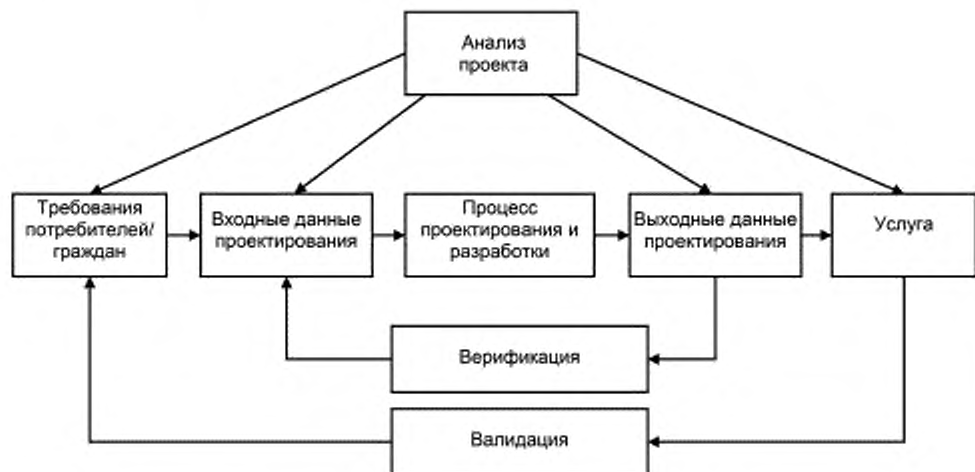 Анализ
проекта
Требования
потребителей/
граждан
Входные данные
проектирования
Процесс
проектирования и
разработки
Выходные данные
проектирования
Услуга
Верификация
Валидация